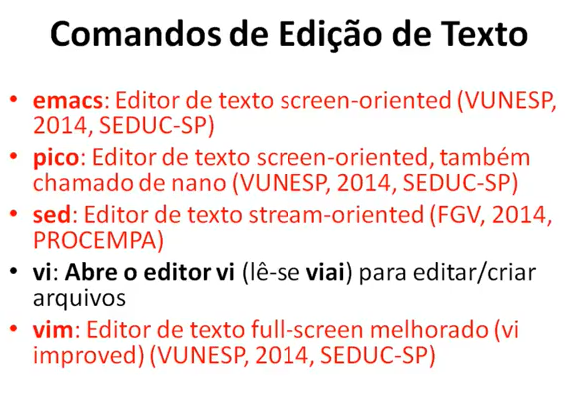 Comandos de Edição de Texto
• emacs: Editor de texto screen-oriented (VUNESP,
2014, SEDUC-SP)
• pico: Editor de texto screen-oriented, também
chamado de nano (VUNESP, 2014, SEDUC-SP)
• sed: Editor de texto stream-oriented (FGV, 2014,
PROCEMPA)
• vi: Abre o editor vi (lê-se viai) para editar/criar
arquivos
• vim: Editor de texto full-screen melhorado (vi
improved) (VUNESP, 2014, SEDUC-SP)